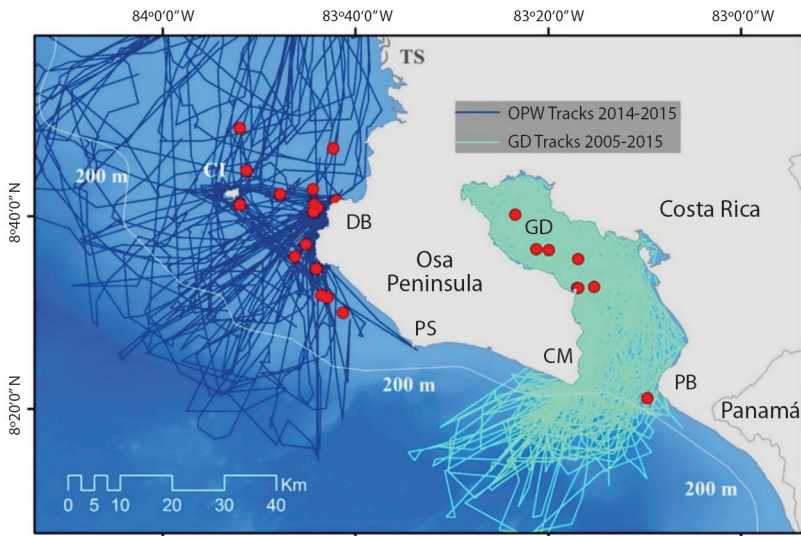 84°0'0"W 83°40'0"W 83°20'0"W 83°0'0"W
TS
OPW Tracks 2014-2015
GD Tracks 2005-2015
200 m
CI
8°40'0"N
DB
GD
Costa Rica
Osa
Peninsula
PS
CM
200 m
PB
8°20'0"N
Panamá
200 m
Km
0 5 10 20 30 40